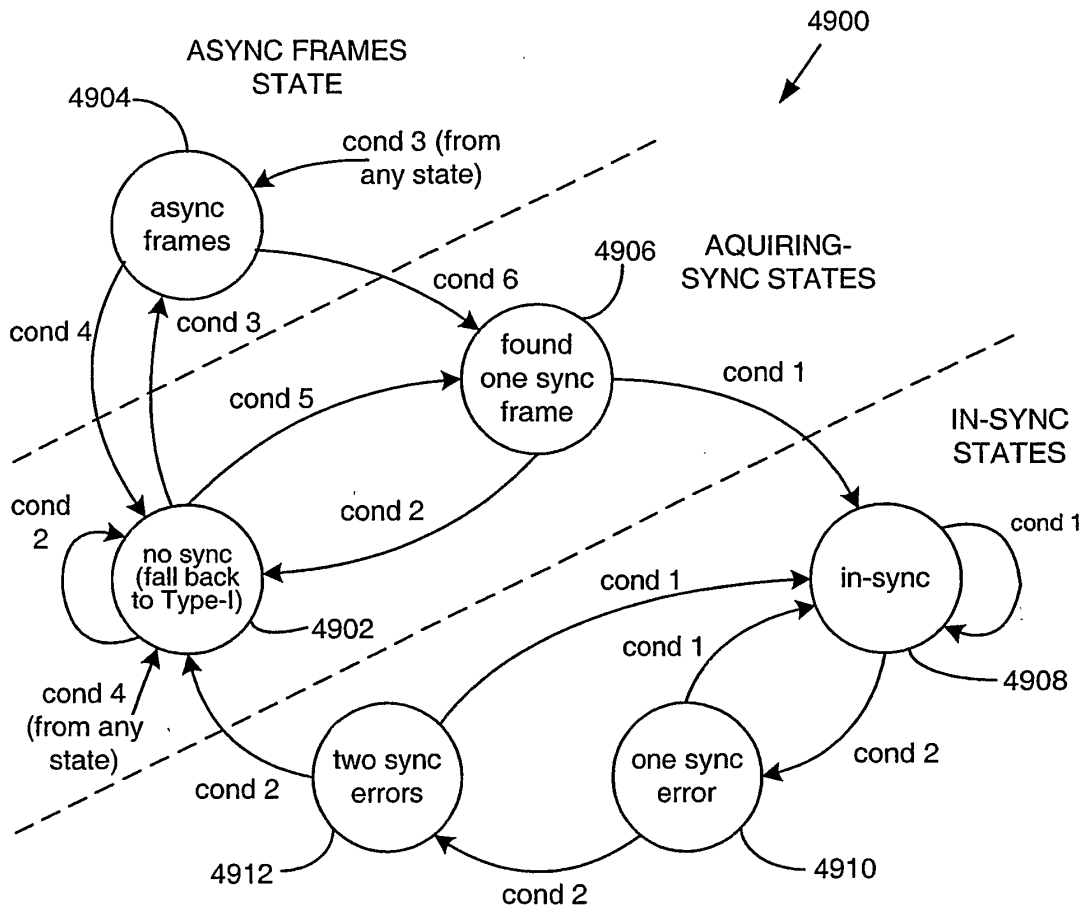 4900
ASYNC FRAMES
STATE
4904
cond 3 (from
any state)
async
frames
4906
AQUIRING-
SYNC STATES
cond 6
cond 4
cond 3
found
one sync
frame
cond 1
cond 5
IN-SYNC
STATES
cond
2
cond 2
cond 1
no sync
(fall back
to Type-I)
cond 1
in-sync
4902
cond 1
4908
cond 4
(from any
state)
cond 2
two sync
errors
one sync
error
cond 2
4912
4910
cond 2